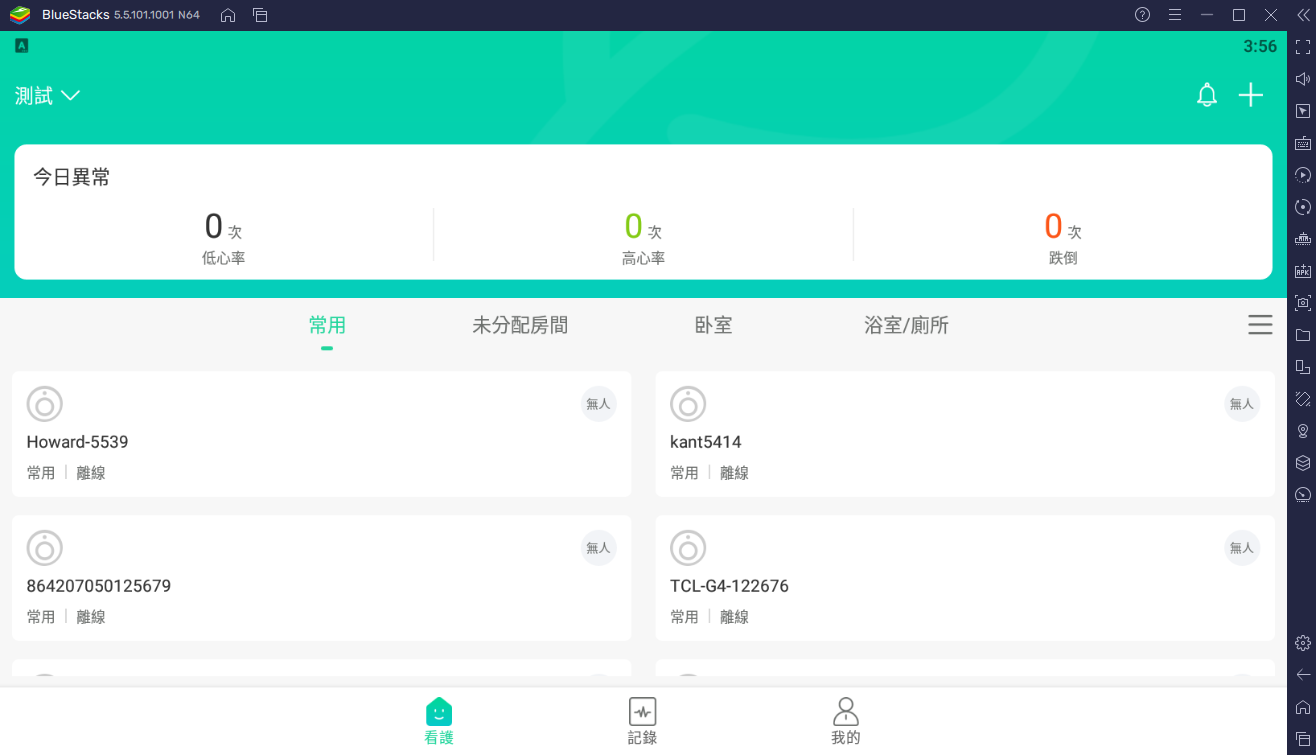 BlueStacks 5.5.101.1001 N64
A 3:56
測試
今日異常
0 次 0 次 0 次
低心率 高心率 跌倒
常用 未分配房間 卧室 浴室/廁所
無人 無人
Howard-5539 kant5414
常用 離線 常用 離線
無人 無人
864207050125679 TCL-G4-122676
常用 離線 常用 離線
看護 記錄 我的